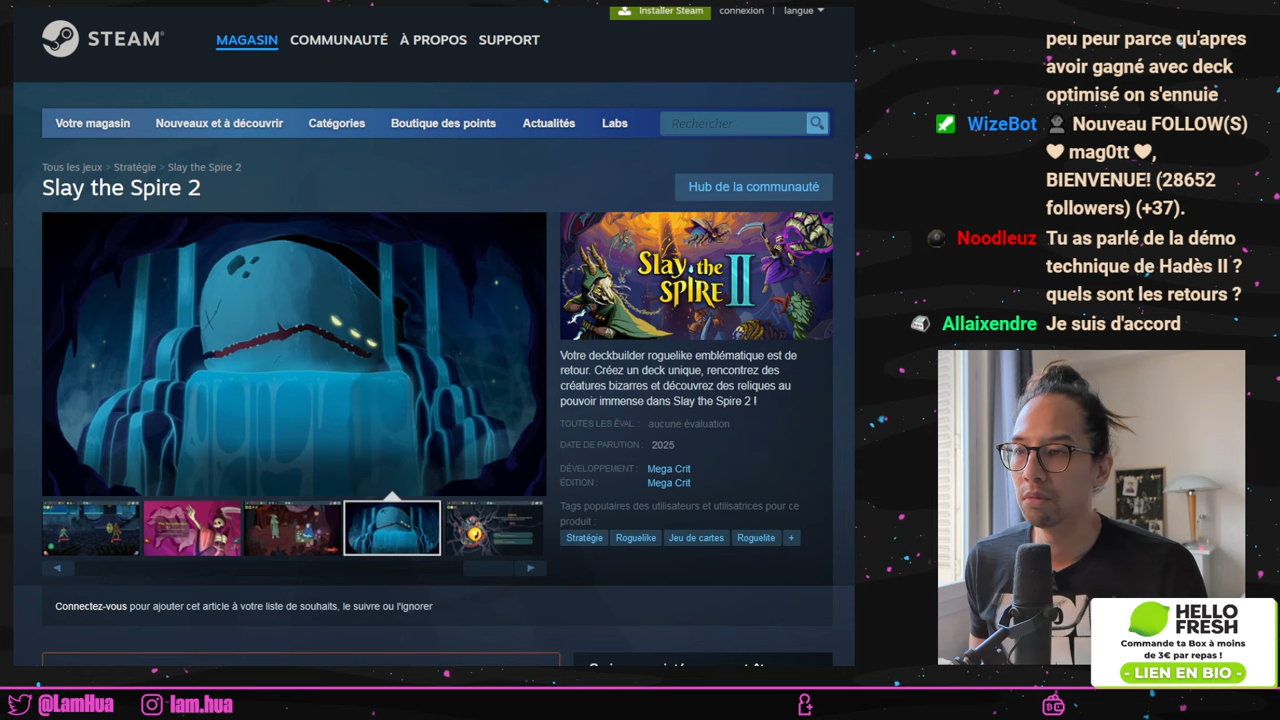 Installer Steam
connexion | langue
STEAM®
MAGASIN COMMUNAUTÉ À PROPOS SUPPORT
Votre magasin Nouveaux et à découvrir Catégories Boutique des points Actualités Labs Rechercher
Tous les jeux > Stratégie > Slay the Spire 2
Slay the Spire 2
Hub de la communauté
Slay the
SPIRE II
Votre deckbuilder roguelike emblématique est de
retour. Créez un deck unique, rencontrez des
créatures bizarres et découvrez des reliques au
pouvoir immense dans Slay the Spire 2 !
TOUTES LES ÉVAL. : aucune évaluation
DATE DE PARUTION : 2025
DÉVELOPPEMENT : Mega Crit
ÉDITION : Mega Crit
Tags populaires des utilisateurs et utilisatrices pour ce
produit :
Stratégie Roguelike Jeu de cartes Roguelite +
Connectez-vous pour ajouter cet article à votre liste de souhaits, le suivre ou l'ignorer
peu peur parce qu'apres
avoir gagné avec deck
optimisé on s'ennuie
WizeBot Nouveau FOLLOW(S)
mag0tt,
BIENVENUE! (28652
followers) (+37).
Noodleuz Tu as parlé de la démo
technique de Hadès II ?
quels sont les retours ?
Allaixendre Je suis d'accord
HELLO
FRESH
Commande ta Box à moins
de 3€ par repas !
- LIEN EN BIO -
@LamHua lam.hua